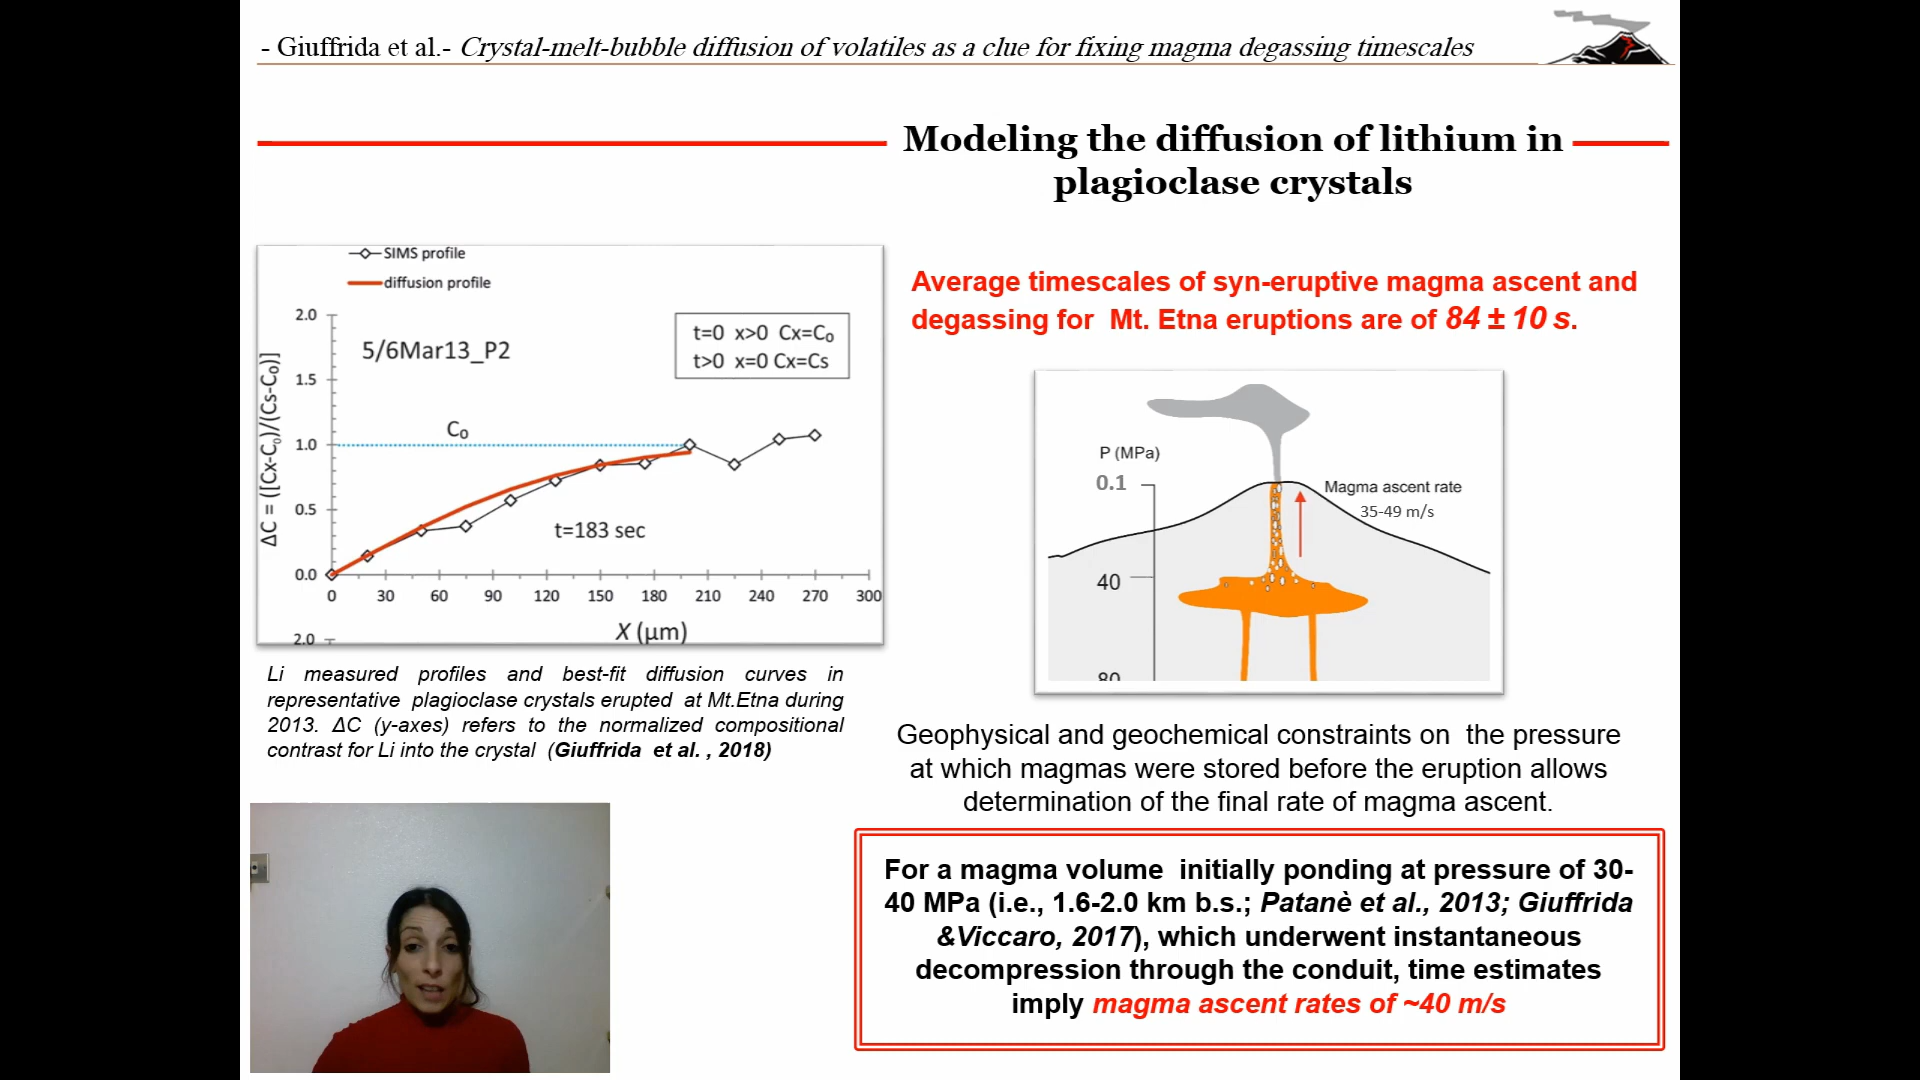 - Giuffrida et al.- Crystal-melt-bubble diffusion of volatiles as a clue for fixing magma degassing timescales
Modeling the diffusion of lithium in
plagioclase crystals
SIMS profile
diffusion profile
2.0
1.5
1.0
0.5
0.0
5/6Mar13_P2
t=0 x>0 Cx=C₀
t>0 x=0 Cx=Cs
C₀
t=183 sec
ΔC = ([Cx-C₀)/(Cs-C₀)]
0 30 60 90 120 150 180 210 240 270 300
X (µm)
2.0
Li measured profiles and best-fit diffusion curves in
representative plagioclase crystals erupted at Mt.Etna during
2013. ΔC (y-axes) refers to the normalized compositional
contrast for Li into the crystal (Giuffrida et al. , 2018)
Average timescales of syn-eruptive magma ascent and
degassing for Mt. Etna eruptions are of 84 ± 10 s.
P (MPa)
0.1
40
80
Magma ascent rate
35-49 m/s
Geophysical and geochemical constraints on the pressure
at which magmas were stored before the eruption allows
determination of the final rate of magma ascent.
For a magma volume initially ponding at pressure of 30-
40 MPa (i.e., 1.6-2.0 km b.s.; Patanè et al., 2013; Giuffrida
&Viccaro, 2017), which underwent instantaneous
decompression through the conduit, time estimates
imply magma ascent rates of ~40 m/s